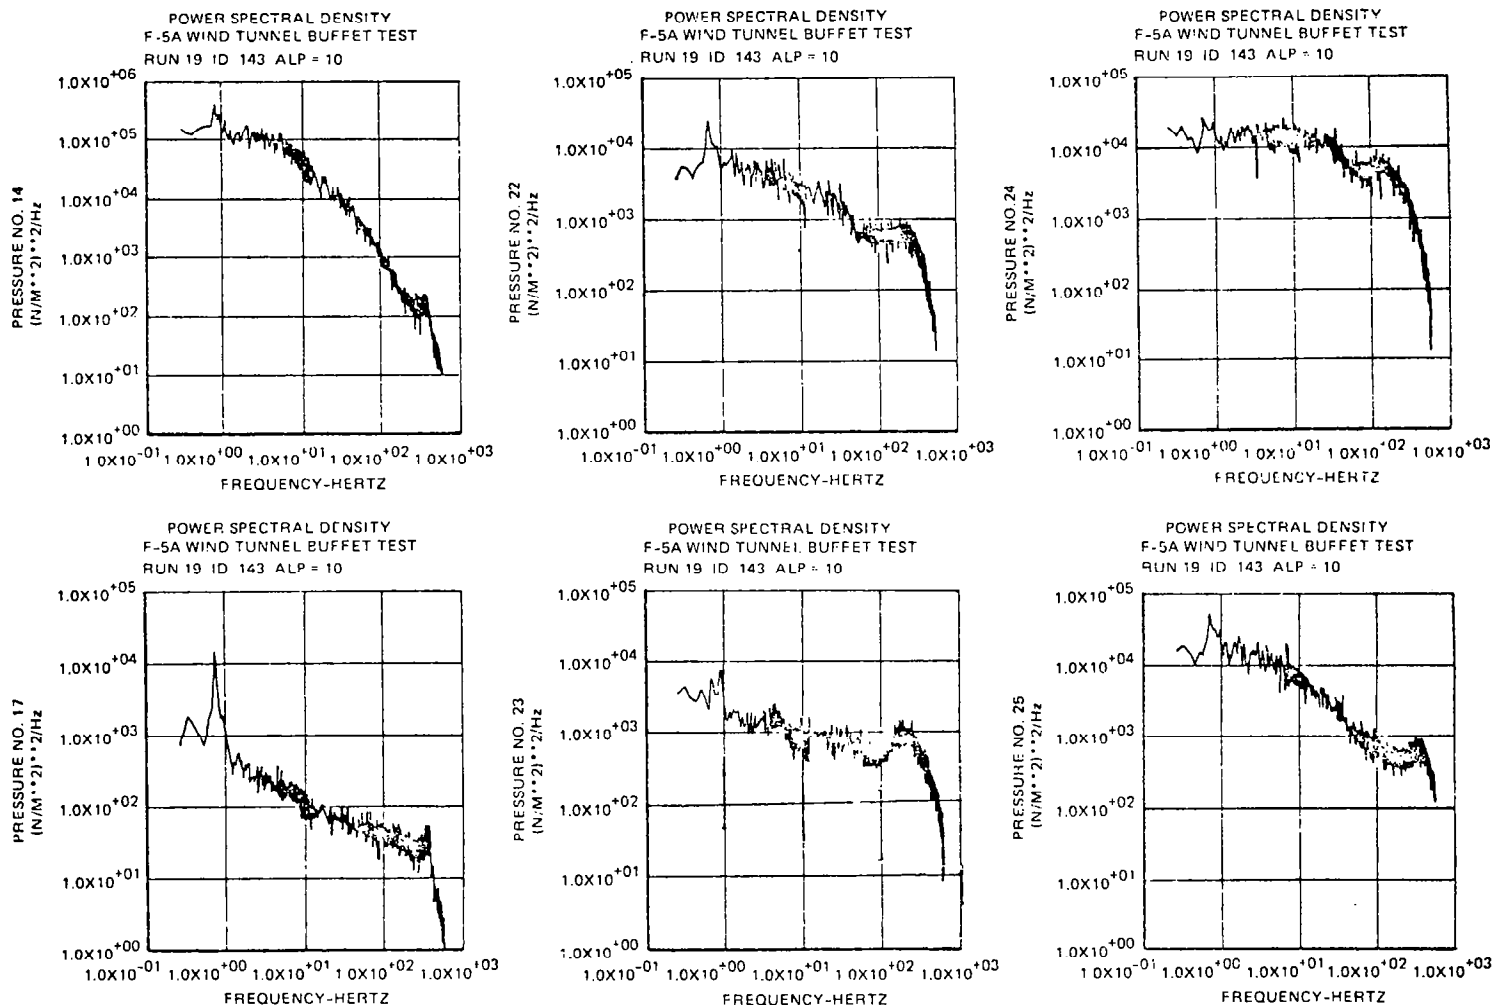 POWER SPECTRAL DENSITY
F-5A WIND TUNNEL BUFFET TEST
RUN 19 ID 143 ALP = 10
PRESSURE NO. 14
(N/M**2)**2/Hz
1.0X10+06
1.0X10+05
1.0X10+04
1.0X10+03
1.0X10+02
1.0X10+01
1.0X10+00
1.0X10-01 1.0X10+00 1.0X10+01 1.0X10+02 1.0X10+03
FREQUENCY-HERTZ
POWER SPECTRAL DENSITY
F-5A WIND TUNNEL BUFFET TEST
RUN 19 ID 143 ALP = 10
PRESSURE NO. 22
(N/M**2)**2/Hz
1.0X10+05
1.0X10+04
1.0X10+03
1.0X10+02
1.0X10+01
1.0X10+00
1.0X10-01 1.0X10+00 1.0X10+01 1.0X10+02 1.0X10+03
FREQUENCY-HERTZ
POWER SPECTRAL DENSITY
F-5A WIND TUNNEL BUFFET TEST
RUN 19 ID 143 ALP = 10
PRESSURE NO. 24
(N/M**2)**2/Hz
1.0X10+05
1.0X10+04
1.0X10+03
1.0X10+02
1.0X10+01
1.0X10+00
1.0X10-01 1.0X10+00 1.0X10+01 1.0X10+02 1.0X10+03
FREQUENCY-HERTZ
POWER SPECTRAL DENSITY
F-5A WIND TUNNEL BUFFET TEST
RUN 19 ID 143 ALP = 10
PRESSURE NO. 17
(N/M**2)**2/Hz
1.0X10+05
1.0X10+04
1.0X10+03
1.0X10+02
1.0X10+01
1.0X10+00
1.0X10-01 1.0X10+00 1.0X10+01 1.0X10+02 1.0X10+03
FREQUENCY-HERTZ
POWER SPECTRAL DENSITY
F-5A WIND TUNNEL BUFFET TEST
RUN 19 ID 143 ALP = 10
PRESSURE NO. 23
(N/M**2)**2/Hz
1.0X10+05
1.0X10+04
1.0X10+03
1.0X10+02
1.0X10+01
1.0X10+00
1.0X10-01 1.0X10+00 1.0X10+01 1.0X10+02 1.0X10+03
FREQUENCY-HERTZ
POWER SPECTRAL DENSITY
F-5A WIND TUNNEL BUFFET TEST
RUN 19 ID 143 ALP = 10
PRESSURE NO. 25
(N/M**2)**2/Hz
1.0X10+05
1.0X10+04
1.0X10+03
1.0X10+02
1.0X10+01
1.0X10+00
1.0X10-01 1.0X10+00 1.0X10+01 1.0X10+02 1.0X10+03
FREQUENCY-HERTZ